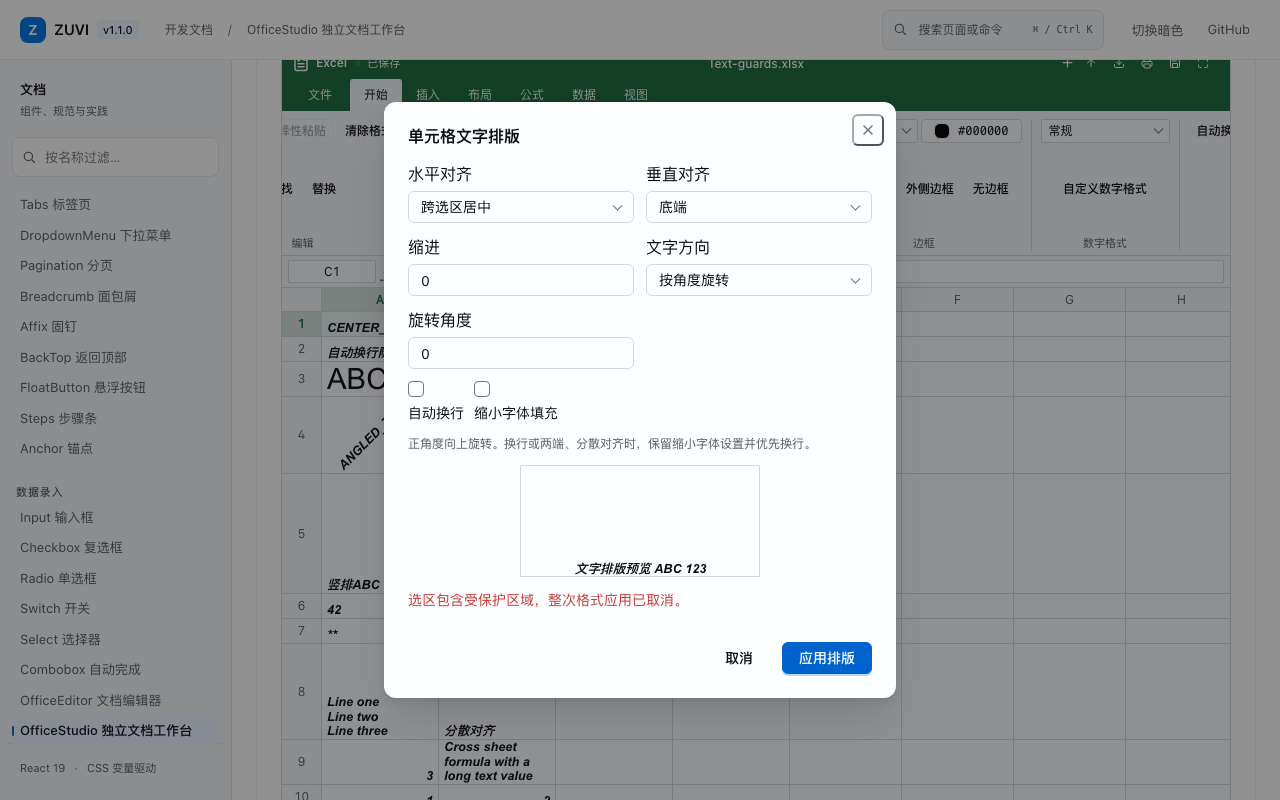 Z ZUVI v1.1.0 开发文档 / OfficeStudio 独立文档工作台 搜索页面或命令 ⌘ / Ctrl K 切换暗色 GitHub
文档
组件、规范与实践
按名称过滤...
Tabs 标签页
DropdownMenu 下拉菜单
Pagination 分页
Breadcrumb 面包屑
Affix 固钉
BackTop 返回顶部
FloatButton 悬浮按钮
Steps 步骤条
Anchor 锚点
数据录入
Input 输入框
Checkbox 复选框
Radio 单选框
Switch 开关
Select 选择器
Combobox 自动完成
OfficeEditor 文档编辑器
OfficeStudio 独立文档工作台
React 19 · CSS 变量驱动
Excel 已保存 Text-guards.xlsx
文件 开始 插入 布局 公式 数据 视图
择性粘贴 清除格 #000000 常规 自动换
找 替换 外侧边框 无边框 自定义数字格式
编辑 边框 数字格式
C1
A F G H
1 CENTER_
2 自动换行
3 ABC
4 ANGLED
5 竖排ABC
6 42
7 **
8 Line one
Line two
Line three 分散对齐
9 3 Cross sheet
formula with a
long text value
10 1 2
单元格文字排版
水平对齐 垂直对齐
跨选区居中 底端
缩进 文字方向
0 按角度旋转
旋转角度
0
自动换行 缩小字体填充
正角度向上旋转。换行或两端、分散对齐时，保留缩小字体设置并优先换行。
文字排版预览 ABC 123
选区包含受保护区域，整次格式应用已取消。
取消 应用排版